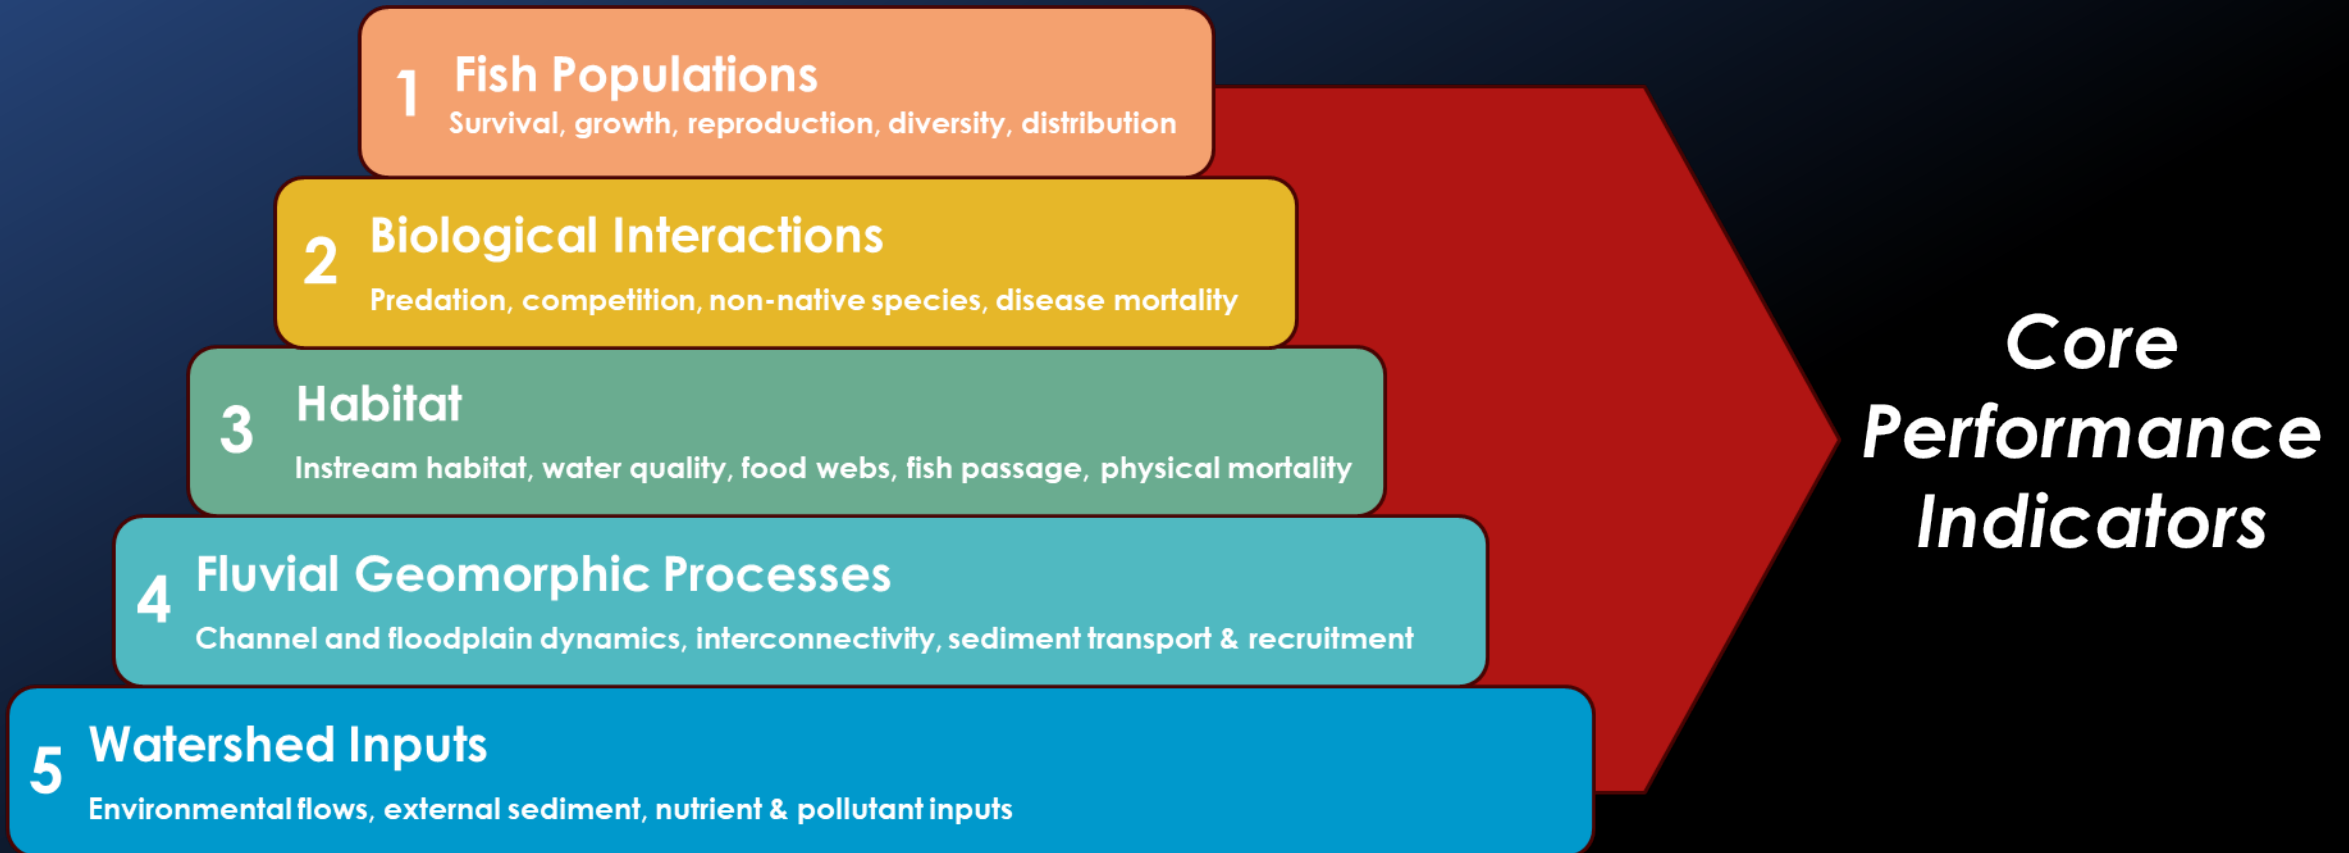 1
Fish Populations
Survival, growth, reproduction, diversity, distribution
2
Biological Interactions
Predation, competition, non-native species, disease mortality
3
Habitat
Instream habitat, water quality, food webs, fish passage, physical mortality
4
Fluvial Geomorphic Processes
Channel and floodplain dynamics, interconnectivity, sediment transport & recruitment
5
Watershed Inputs
Environmental flows, external sediment, nutrient & pollutant inputs
Core
Performance
Indicators